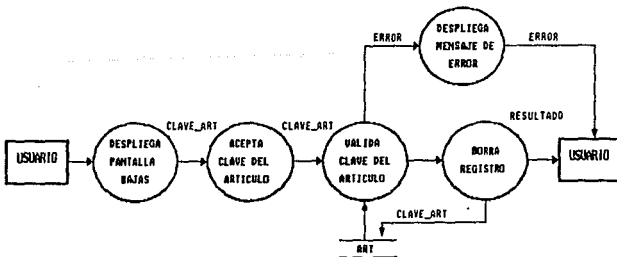 DESPLIEGA
MENSAJE DE
ERROR
ERROR
ERROR
USUARIO
DESPLIEGA
PANTALLA
BAJAS
CLAVE_ART
ACEPTA
CLAVE DEL
ARTICULO
CLAVE_ART
VALIDA
CLAVE DEL
ARTICULO
BORRA
REGISTRO
RESULTADO
USUARIO
CLAVE_ART
ART